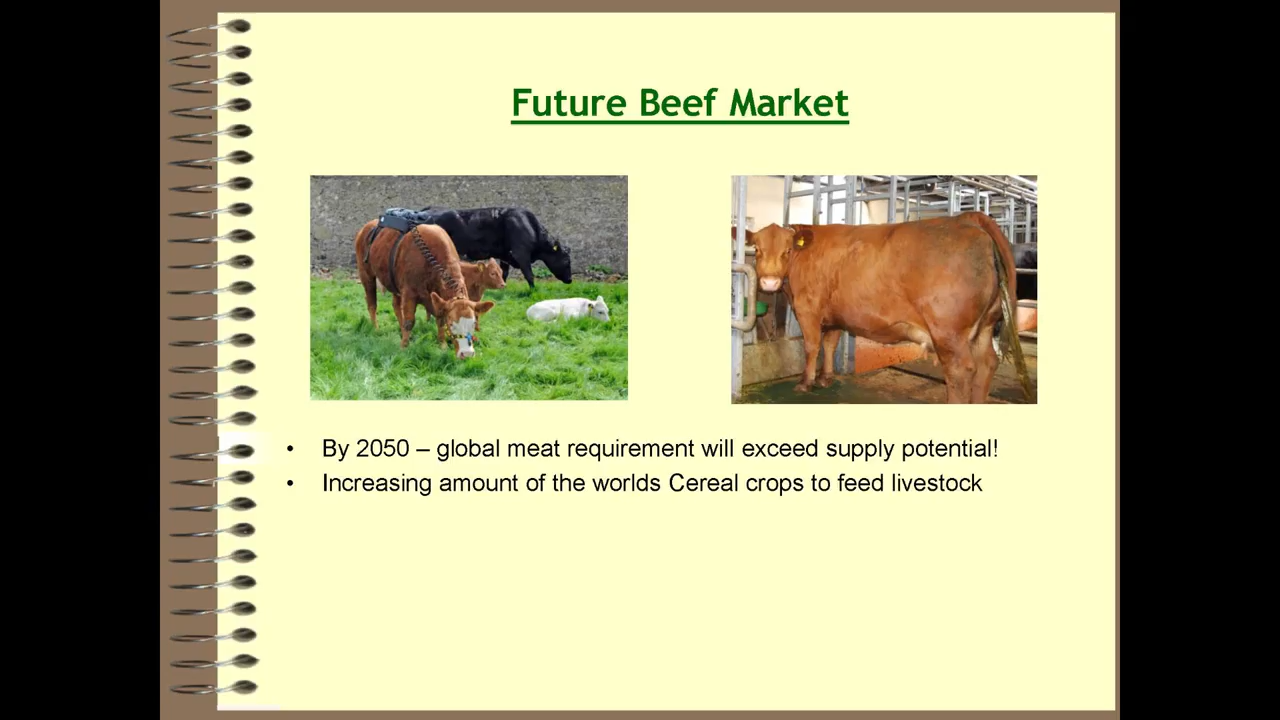 Future Beef Market
• By 2050 – global meat requirement will exceed supply potential!
• Increasing amount of the worlds Cereal crops to feed livestock